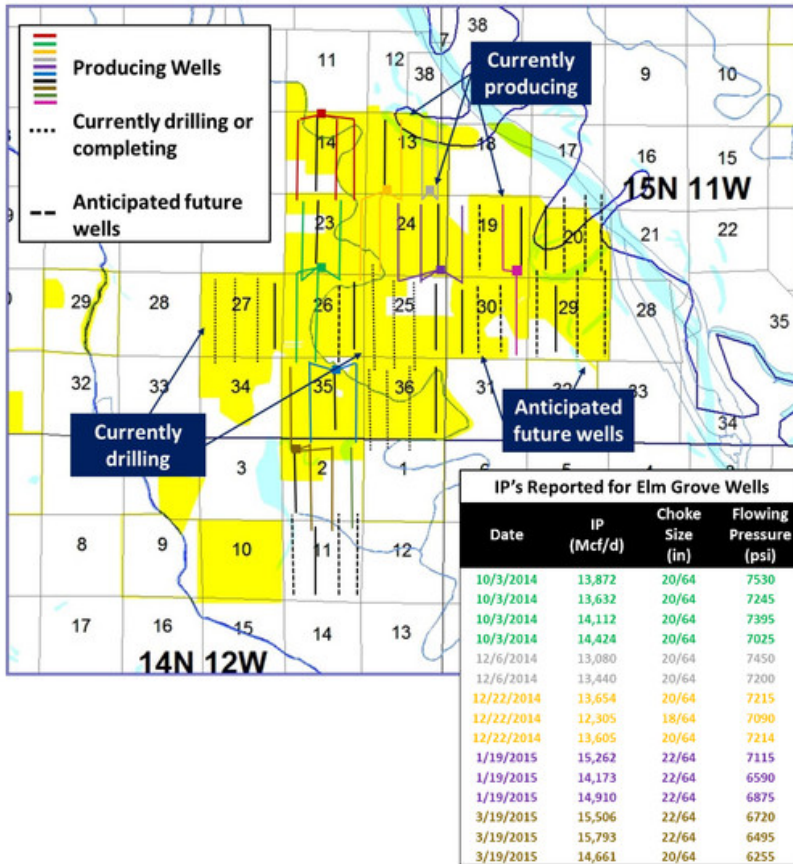 Producing Wells
Currently drilling or
completing
Anticipated future
wells
Currently
producing
38
7
11
12
38
9
10
14
13
18
17
16
15
15N 11W
23
24
19
20
21
22
29
28
27
26
25
30
29
28
35
32
33
34
35
36
31
32
33
34
Currently
drilling
Anticipated
future wells
3
2
1
6
5
4
3
8
9
10
11
12
17
16
15
14
13
14N 12W
IP's Reported for Elm Grove Wells
Date IP (Mcf/d) Choke Size (in) Flowing Pressure (psi)
10/3/2014 13,872 20/64 7530
10/3/2014 13,632 20/64 7245
10/3/2014 14,112 20/64 7395
10/3/2014 14,424 20/64 7025
12/6/2014 13,080 20/64 7450
12/6/2014 13,440 20/64 7200
12/22/2014 13,654 20/64 7215
12/22/2014 12,305 18/64 7090
12/22/2014 13,605 20/64 7214
1/19/2015 15,262 22/64 7115
1/19/2015 14,173 22/64 6590
1/19/2015 14,910 22/64 6875
3/19/2015 15,506 22/64 6720
3/19/2015 15,793 22/64 6495
3/19/2015 14,661 20/64 6255